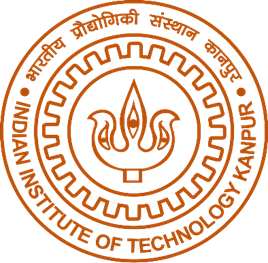 भारतीय प्रौद्योगिकी संस्थान कानपुर
INDIAN INSTITUTE OF TECHNOLOGY KANPUR